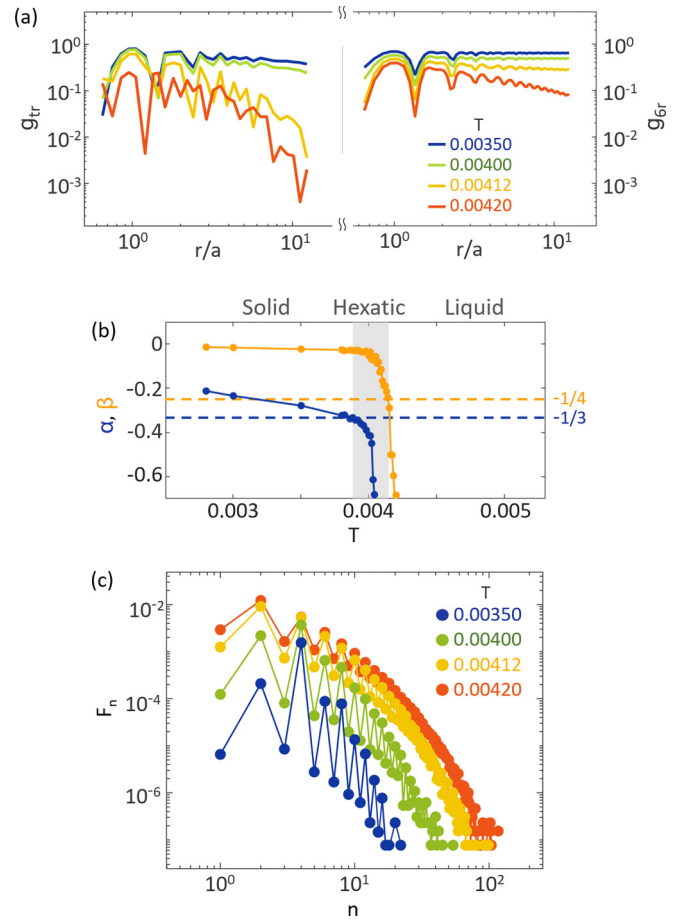 (a)
10⁰
10⁻¹
10⁻²
10⁻³
g_tr
10⁰
10¹
r/a
10⁰
10¹
r/a
10⁰
10⁻¹
10⁻²
10⁻³
g_6r
T
0.00350
0.00400
0.00412
0.00420
(b)
Solid Hexatic Liquid
0
-0.2
-0.4
-0.6
α, β
-1/4
-1/3
0.003 0.004 0.005
T
(c)
10⁻²
10⁻⁴
10⁻⁶
F_n
T
0.00350
0.00400
0.00412
0.00420
10⁰ 10¹ 10²
n